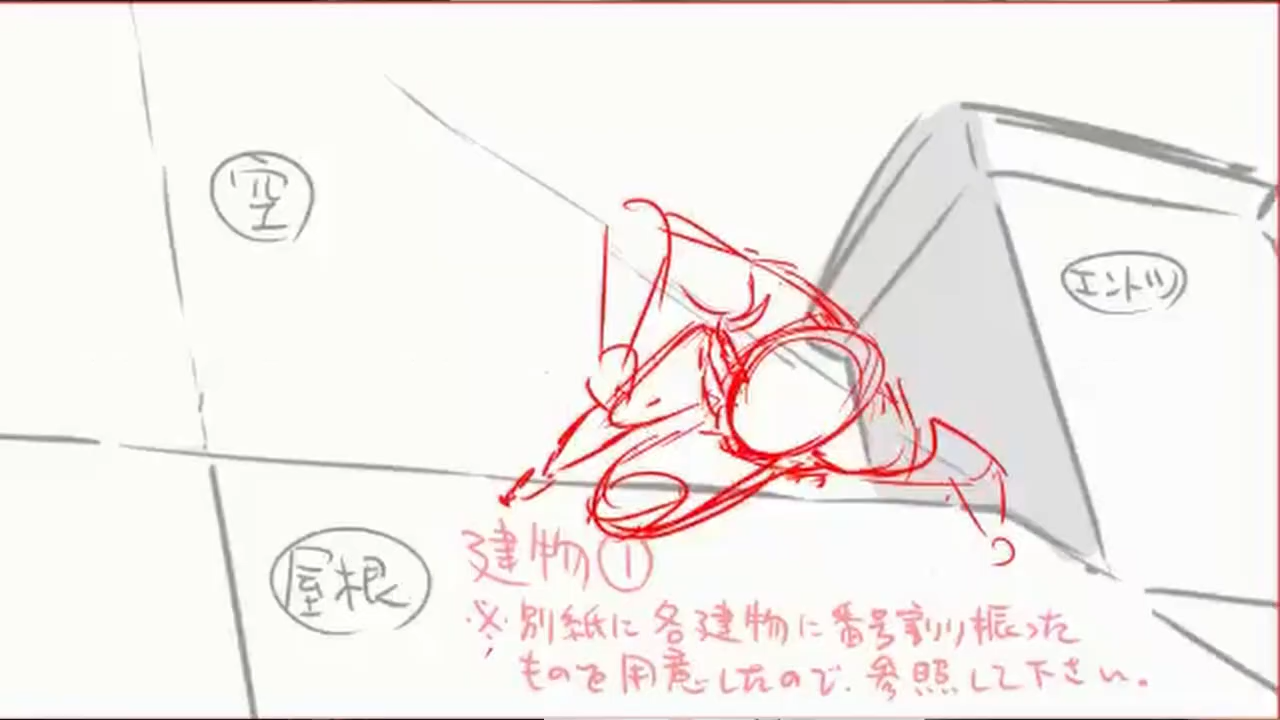 空
エントツ
屋根
建物①
※別紙に各建物に番号割り振った
ものを用意したので、参照して下さい。